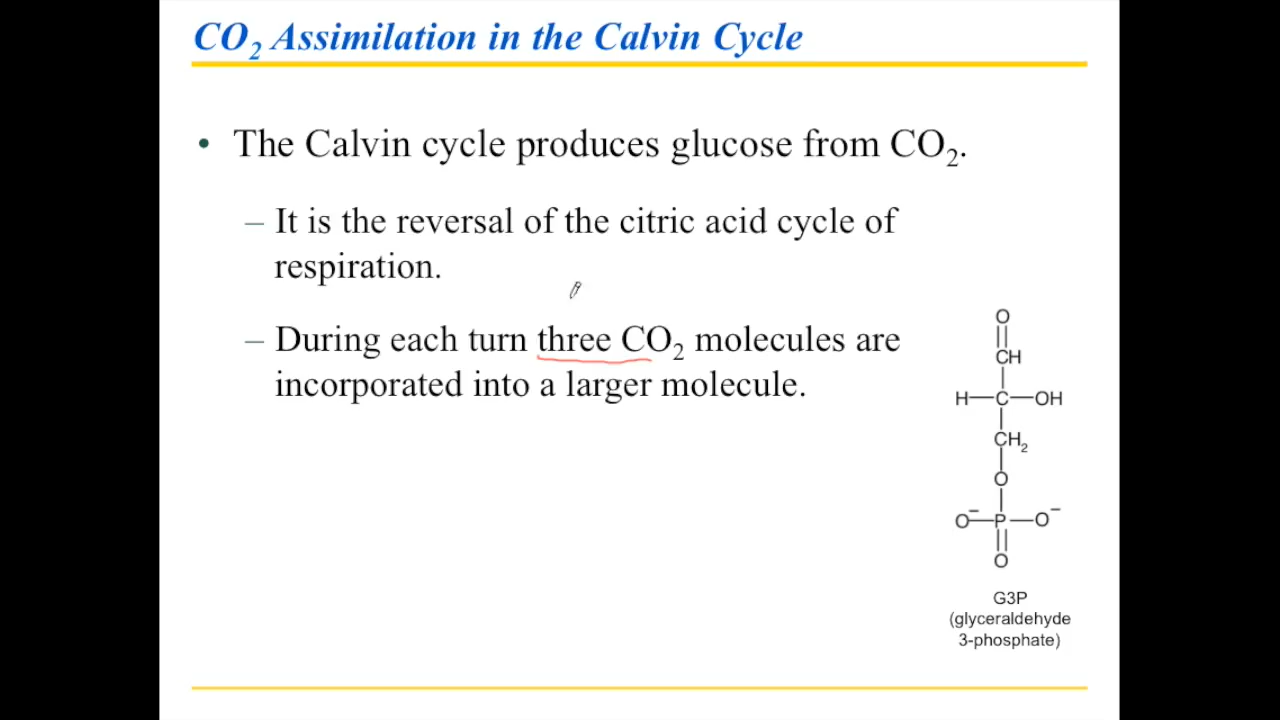 CO₂ Assimilation in the Calvin Cycle
• The Calvin cycle produces glucose from CO₂.
– It is the reversal of the citric acid cycle of
respiration.
– During each turn three CO₂ molecules are
incorporated into a larger molecule.
O
CH
H—C—OH
CH₂
O
O⁻—P—O⁻
O
G3P
(glyceraldehyde
3-phosphate)